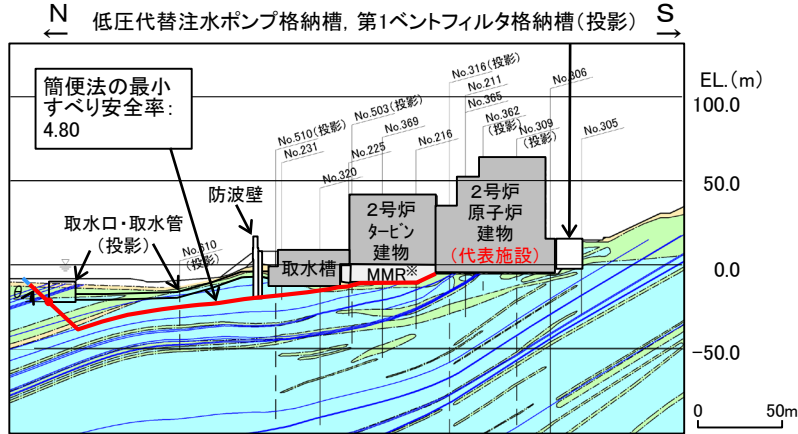 N
低圧代替注水ポンプ格納槽, 第1ベントフィルタ格納槽(投影)
S
簡便法の最小
すべり安全率:
4.80
No.510(投影)
No.231
No.320
No.503(投影)
No.225
No.369
No.216
No.316(投影)
No.211
No.365
No.362
(投影)
No.309
(投影)
No.306
No.305
EL.(m)
100.0
50.0
0.0
-50.0
防波壁
取水口・取水管
(投影)
No.610
(投影)
取水槽
2号炉
タービン
建物
MMR※
2号炉
原子炉
建物
(代表施設)
θ
0
50m